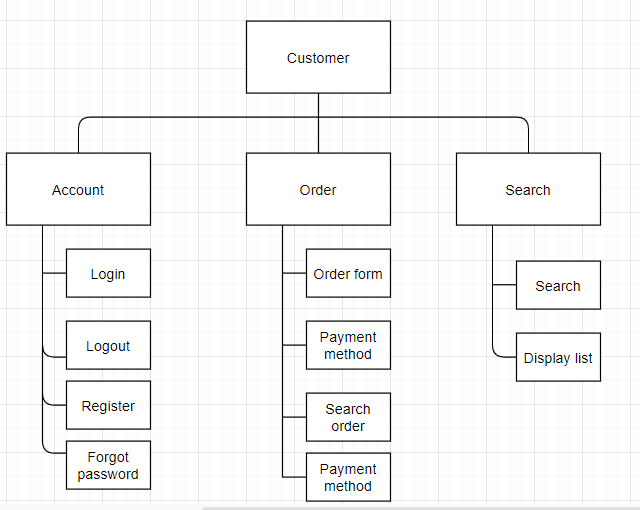 Customer
Account
Order
Search
Login
Logout
Register
Forgot
password
Order form
Payment
method
Search
order
Payment
method
Search
Display list